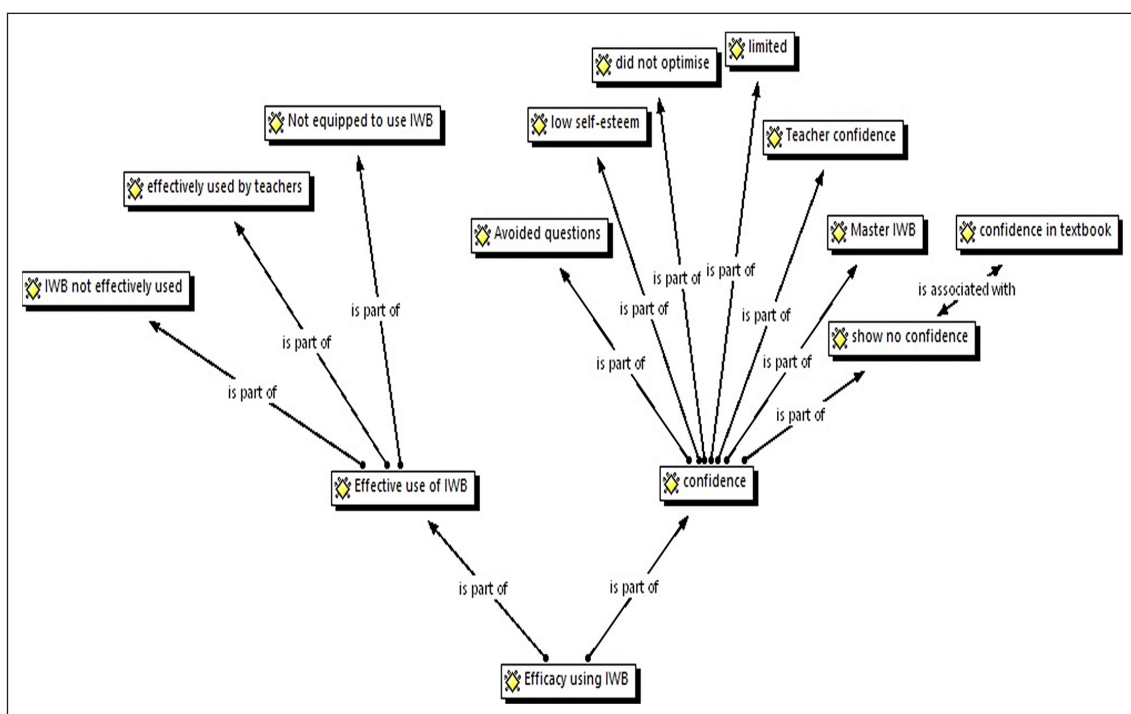 limited
did not optimise
Not equipped to use IWB
low self-esteem
Teacher confidence
effectively used by teachers
Avoided questions
Master IWB
confidence in textbook
IWB not effectively used
is part of
is part of
is associated with
is part of
is part of
is part of
show no confidence
is part of
is part of
is part of
is part of
is part of
Effective use of IWB
confidence
is part of
is part of
Efficacy using IWB